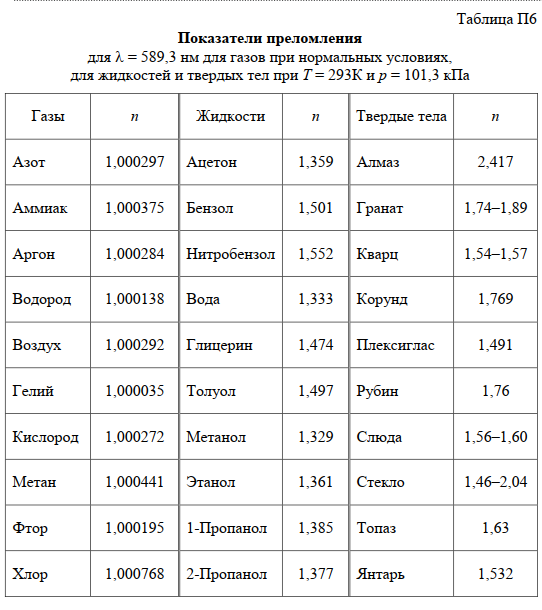 Таблица П6
Показатели преломления
для λ = 589,3 нм для газов при нормальных условиях,
для жидкостей и твердых тел при T = 293К и p = 101,3 кПа
Газы n Жидкости n Твердые тела n
Азот 1,000297 Ацетон 1,359 Алмаз 2,417
Аммиак 1,000375 Бензол 1,501 Гранат 1,74–1,89
Аргон 1,000284 Нитробензол 1,552 Кварц 1,54–1,57
Водород 1,000138 Вода 1,333 Корунд 1,769
Воздух 1,000292 Глицерин 1,474 Плексиглас 1,491
Гелий 1,000035 Толуол 1,497 Рубин 1,76
Кислород 1,000272 Метанол 1,329 Слюда 1,56–1,60
Метан 1,000441 Этанол 1,361 Стекло 1,46–2,04
Фтор 1,000195 1-Пропанол 1,385 Топаз 1,63
Хлор 1,000768 2-Пропанол 1,377 Янтарь 1,532